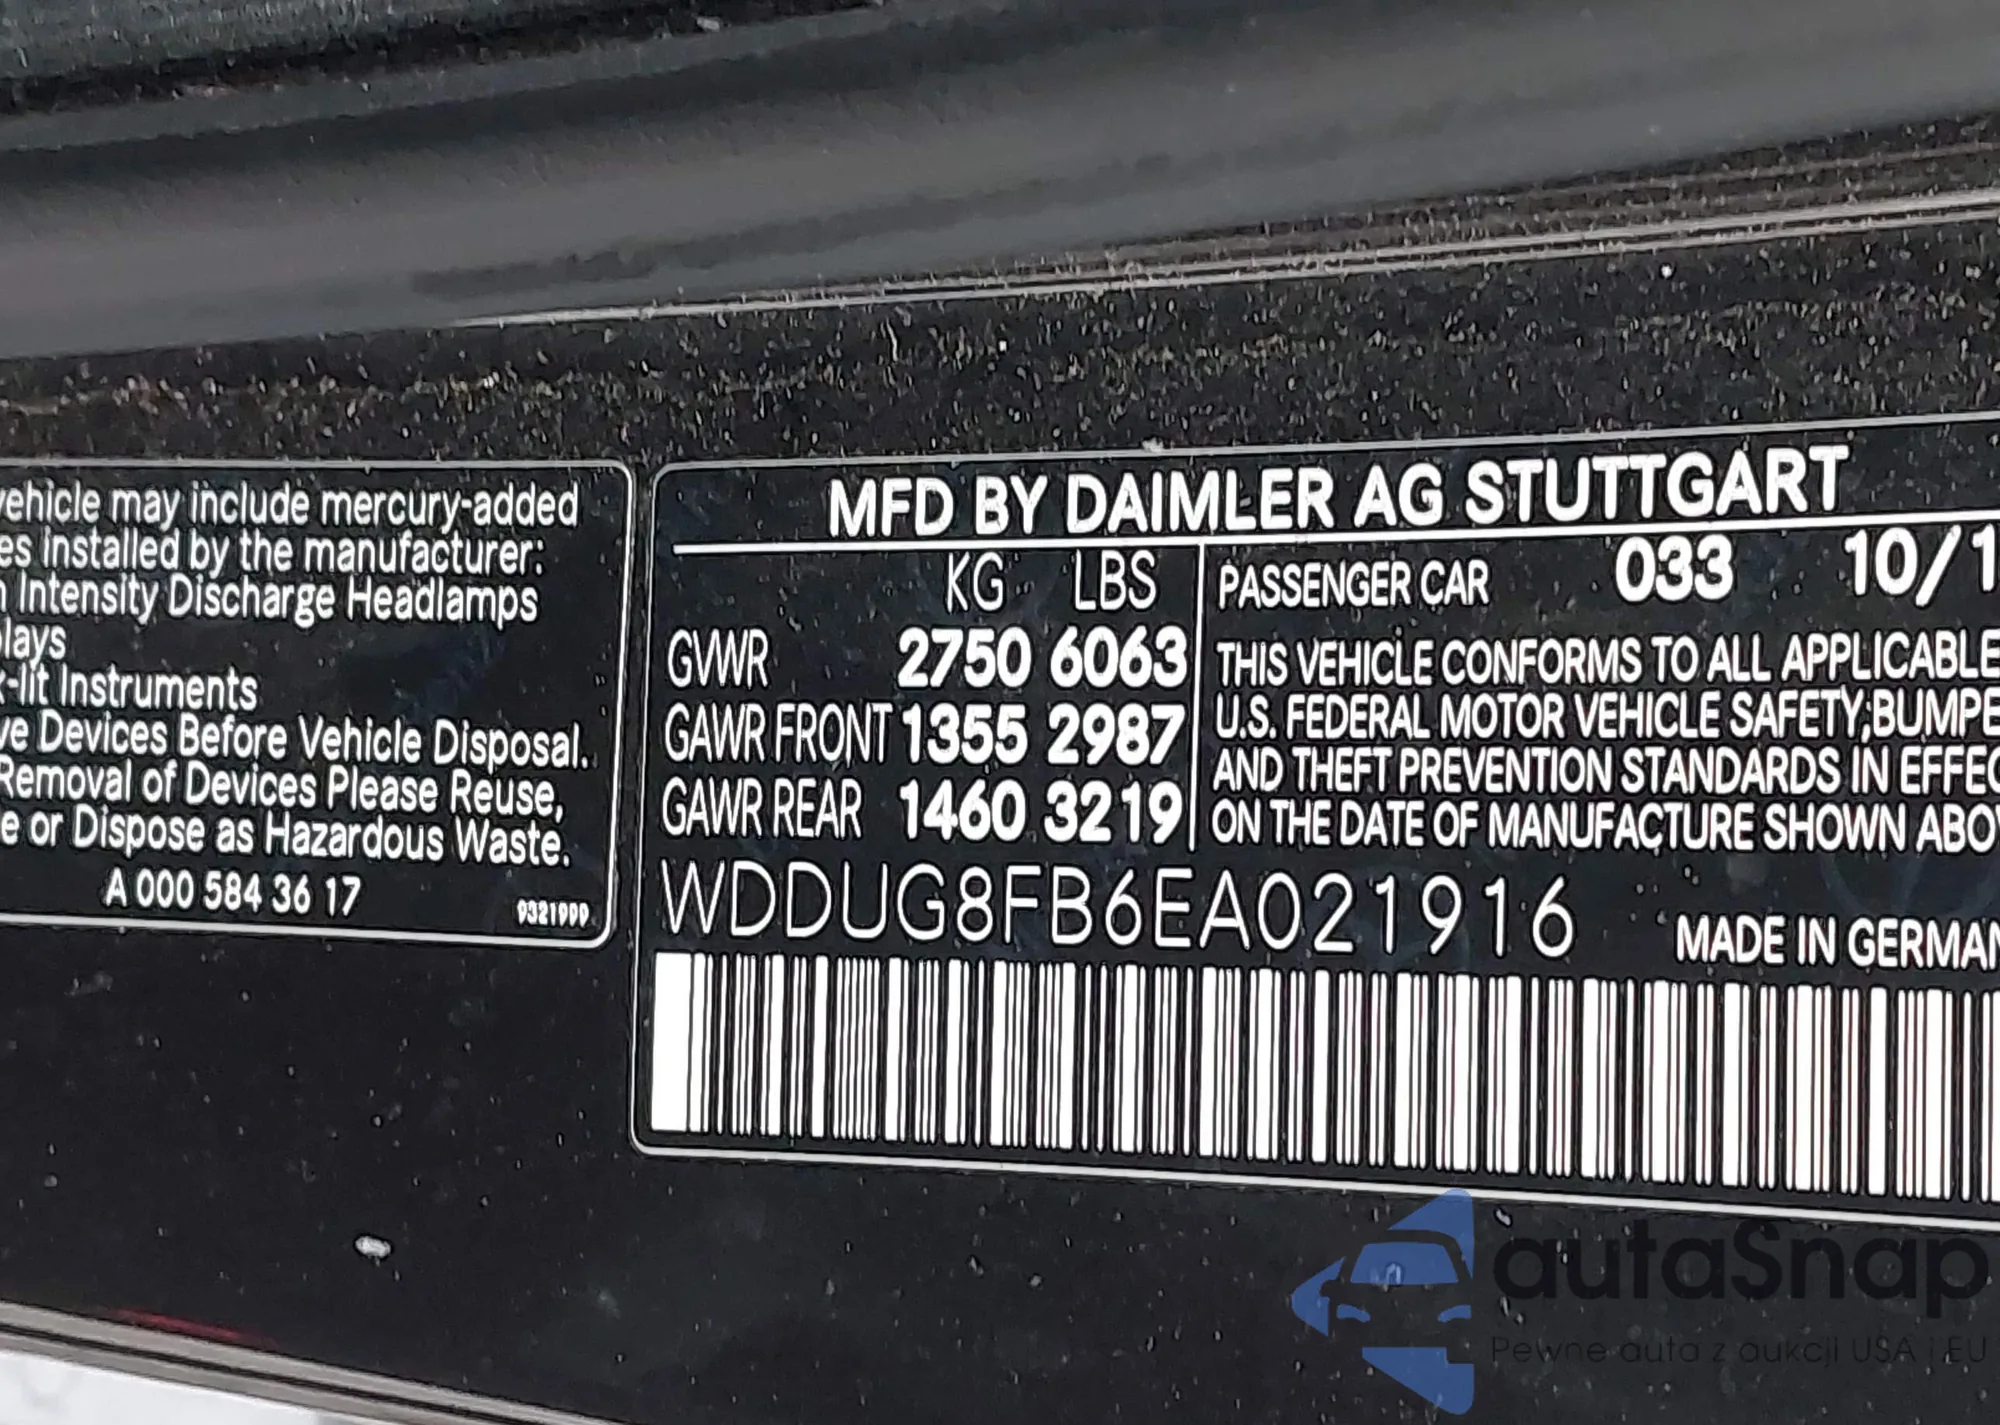 vehicle may include mercury-added
es installed by the manufacturer:
n Intensity Discharge Headlamps
lays
k-lit Instruments
ve Devices Before Vehicle Disposal.
Removal of Devices Please Reuse,
e or Dispose as Hazardous Waste.
A 000 584 36 17
9321999
MFD BY DAIMLER AG STUTTGART
KG LBS
GVWR 2750 6063
GAWR FRONT 1355 2987
GAWR REAR 1460 3219
PASSENGER CAR 033 10/1
THIS VEHICLE CONFORMS TO ALL APPLICABLE
U.S. FEDERAL MOTOR VEHICLE SAFETY,BUMPE
AND THEFT PREVENTION STANDARDS IN EFFEC
ON THE DATE OF MANUFACTURE SHOWN ABO
WDDUG8FB6EA021916
MADE IN GERMAN
autaSnap
Pewne auta z aukcji USA i EU